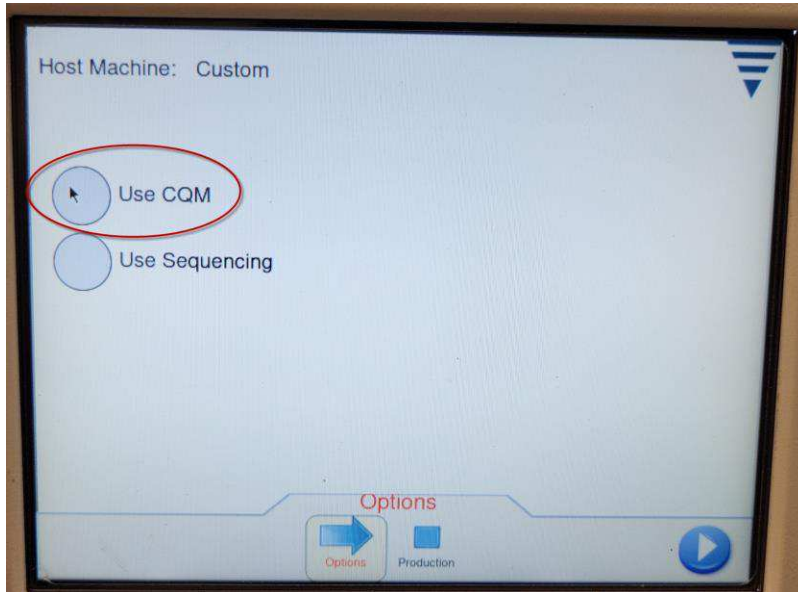 Host Machine: Custom
Use CQM
Use Sequencing
Options
Options
Production